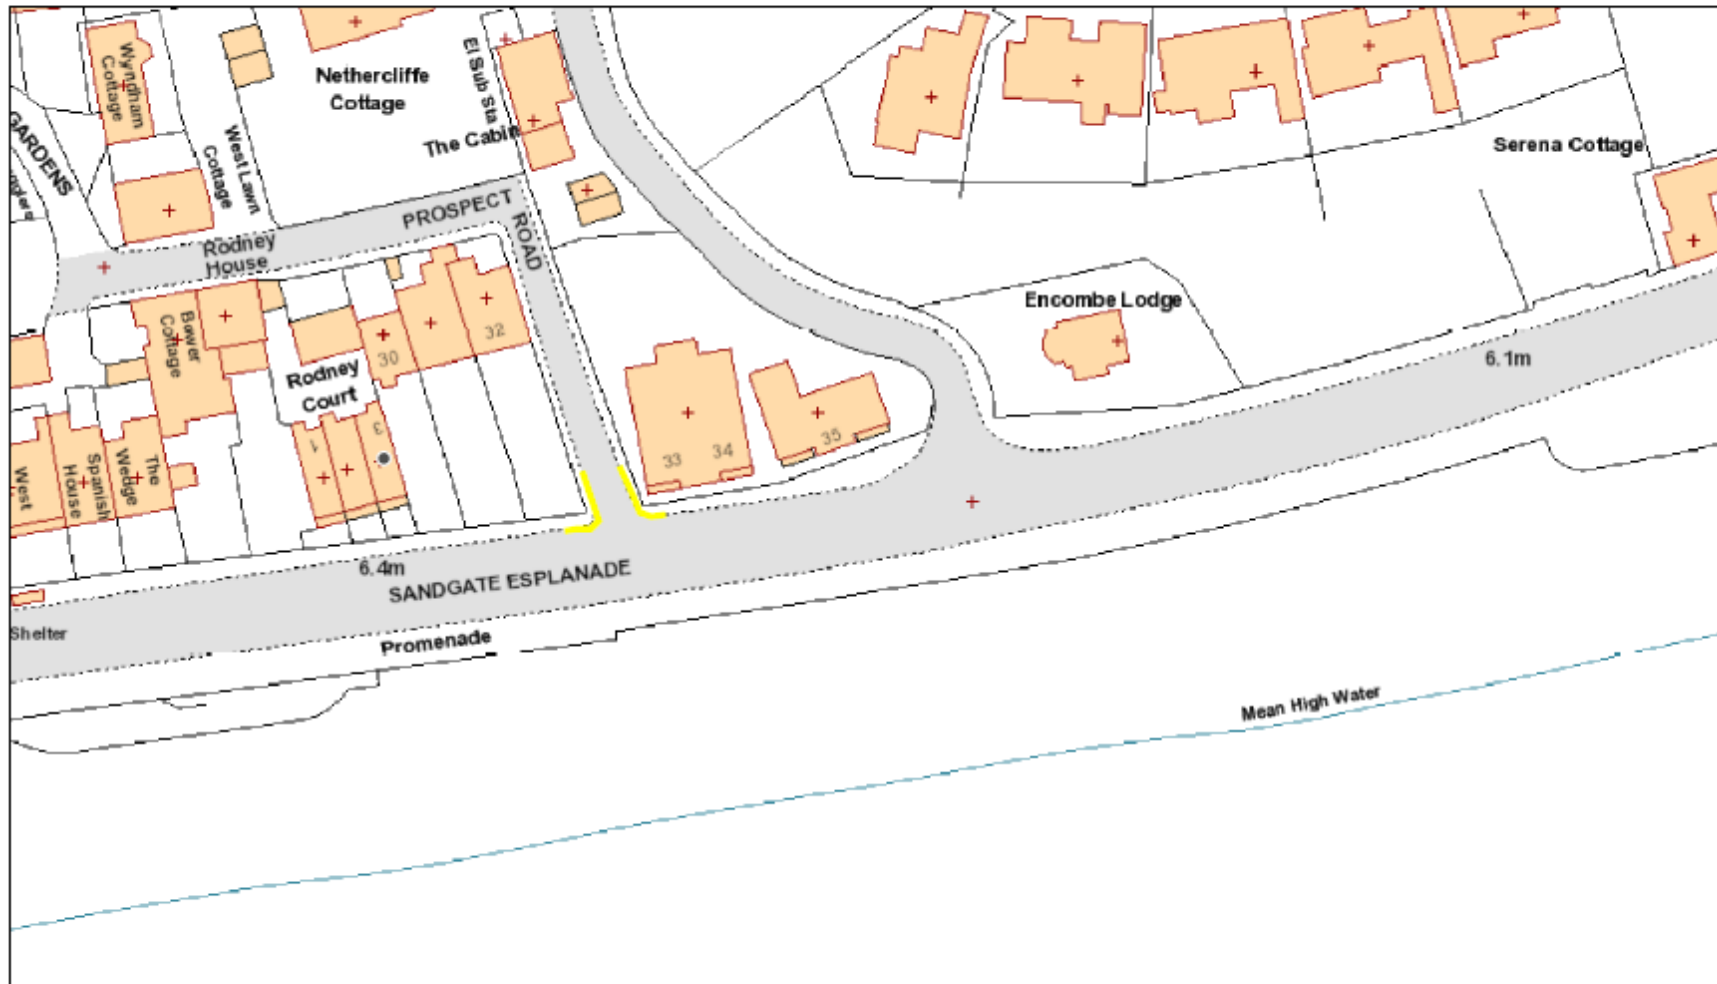 Wyndham
Cottage
Nethercliffe
Cottage
El Sub Sta
The Cabin
GARDENS
West Lawn
Cottage
Serena Cottage
PROSPECT
ROAD
Rodney
House
Encombe Lodge
Bower
Cottage
32
30
Rodney
Court
6.1m
1
3
33
34
35
West
Spanish
House
The
Wedge
6.4m
SANDGATE ESPLANADE
Shelter
Promenade
Mean High Water